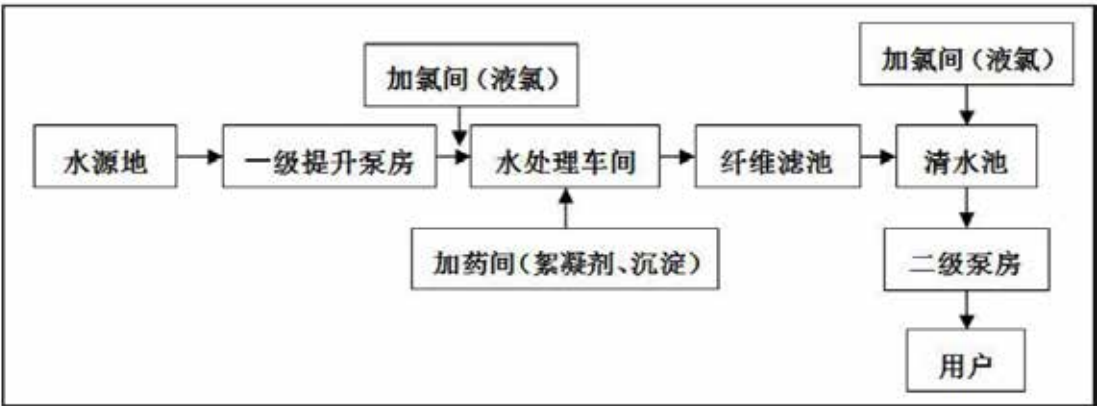 加氯间（液氯）
加氯间（液氯）
水源地
一级提升泵房
水处理车间
纤维滤池
清水池
加药间（絮凝剂、沉淀）
二级泵房
用户